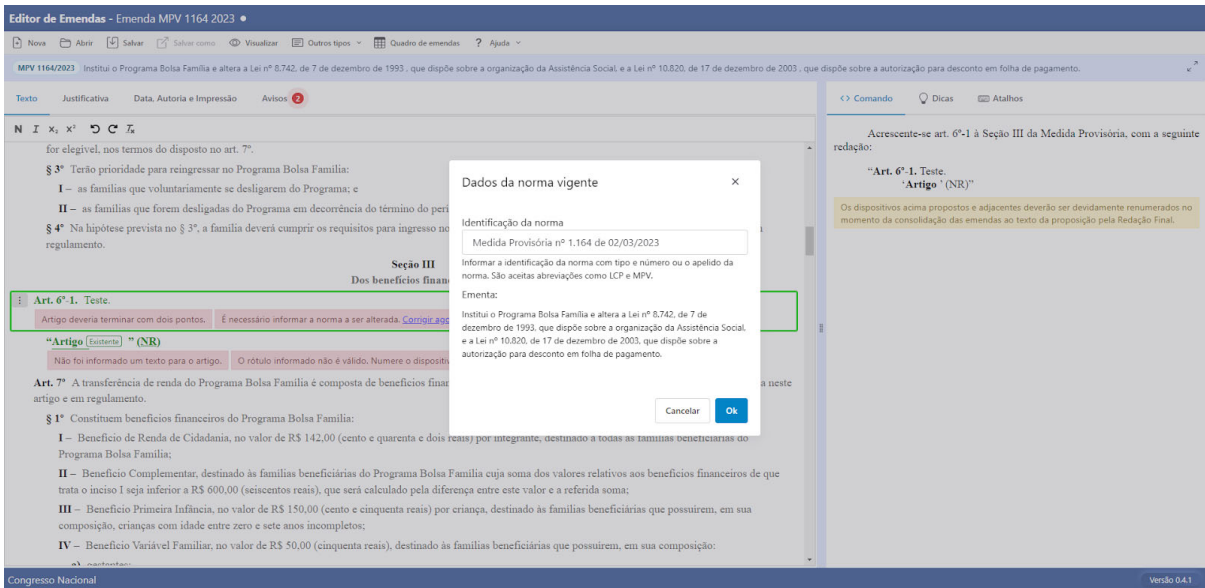 Editor de Emendas - Emenda MPV 1164 2023 ●
Nova Abrir Salvar Salvar como Visualizar Outros tipos Quadro de emendas ? Ajuda
MPV 1164/2023 Institui o Programa Bolsa Família e altera a Lei nº 8.742, de 7 de dezembro de 1993 , que dispõe sobre a organização da Assistência Social, e a Lei nº 10.820, de 17 de dezembro de 2003 , que dispõe sobre a autorização para desconto em folha de pagamento.
Texto Justificativa Data, Autoria e Impressão Avisos 2
N I x₂ x² Tx
for elegível, nos termos do disposto no art. 7º.
§ 3º Terão prioridade para reingressar no Programa Bolsa Família:
I – as famílias que voluntariamente se desligarem do Programa; e
II – as famílias que forem desligadas do Programa em decorrência do término do perí
§ 4º Na hipótese prevista no § 3º, a família deverá cumprir os requisitos para ingresso no
regulamento.
Seção III
Dos benefícios finan
Art. 6º-1. Teste.
Artigo deveria terminar com dois pontos. É necessário informar a norma a ser alterada. Corrigir ago
“Artigo Existente ” (NR)
Não foi informado um texto para o artigo. O rótulo informado não é válido. Numere o dispositiv
Art. 7º A transferência de renda do Programa Bolsa Família é composta de benefícios finan a neste
artigo e em regulamento.
§ 1º Constituem benefícios financeiros do Programa Bolsa Família:
I – Benefício de Renda de Cidadania, no valor de R$ 142,00 (cento e quarenta e dois reais) por integrante, destinado a todas as famílias beneficiárias do
Programa Bolsa Família;
II – Benefício Complementar, destinado às famílias beneficiárias do Programa Bolsa Família cuja soma dos valores relativos aos benefícios financeiros de que
trata o inciso I seja inferior a R$ 600,00 (seiscentos reais), que será calculado pela diferença entre este valor e a referida soma;
III – Benefício Primeira Infância, no valor de R$ 150,00 (cento e cinquenta reais) por criança, destinado às famílias beneficiárias que possuírem, em sua
composição, crianças com idade entre zero e sete anos incompletos;
IV – Benefício Variável Familiar, no valor de R$ 50,00 (cinquenta reais), destinado às famílias beneficiárias que possuírem, em sua composição:
Dados da norma vigente ×
Identificação da norma
Medida Provisória nº 1.164 de 02/03/2023
Informar a identificação da norma com tipo e número ou o apelido da
norma. São aceitas abreviações como LCP e MPV.
Ementa:
Institui o Programa Bolsa Família e altera a Lei nº 8.742, de 7 de
dezembro de 1993, que dispõe sobre a organização da Assistência Social,
e a Lei nº 10.820, de 17 de dezembro de 2003, que dispõe sobre a
autorização para desconto em folha de pagamento.
Cancelar Ok
<> Comando Dicas Atalhos
Acrescente-se art. 6º-1 à Seção III da Medida Provisória, com a seguinte
redação:
“Art. 6º-1. Teste.
‘Artigo ’ (NR)”
Os dispositivos acima propostos e adjacentes deverão ser devidamente renumerados no
momento da consolidação das emendas ao texto da proposição pela Redação Final.
Congresso Nacional Versão 0.4.1